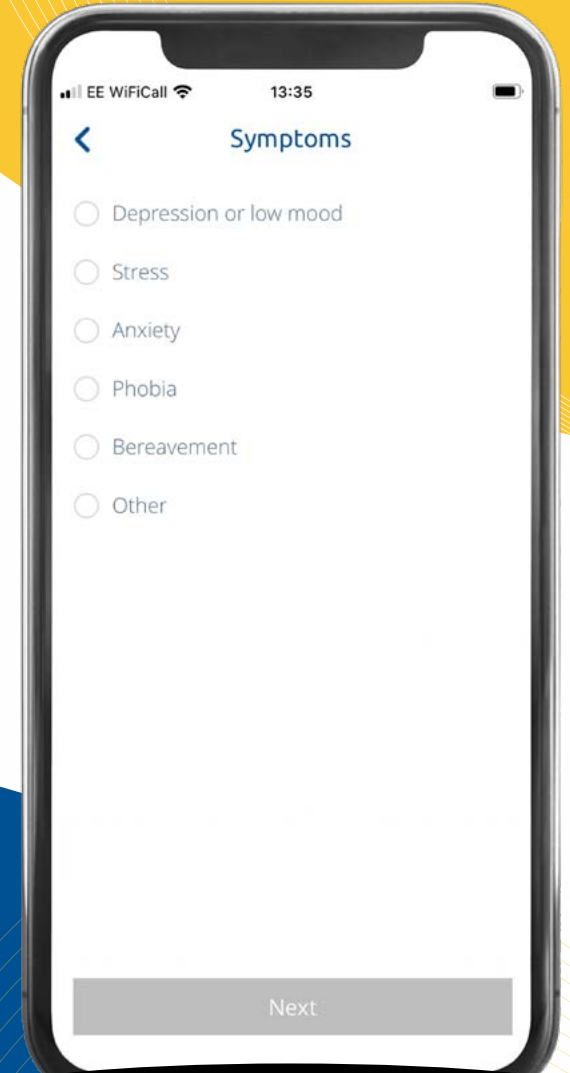 EE WiFiCall 13:35
Symptoms
Depression or low mood
Stress
Anxiety
Phobia
Bereavement
Other
Next